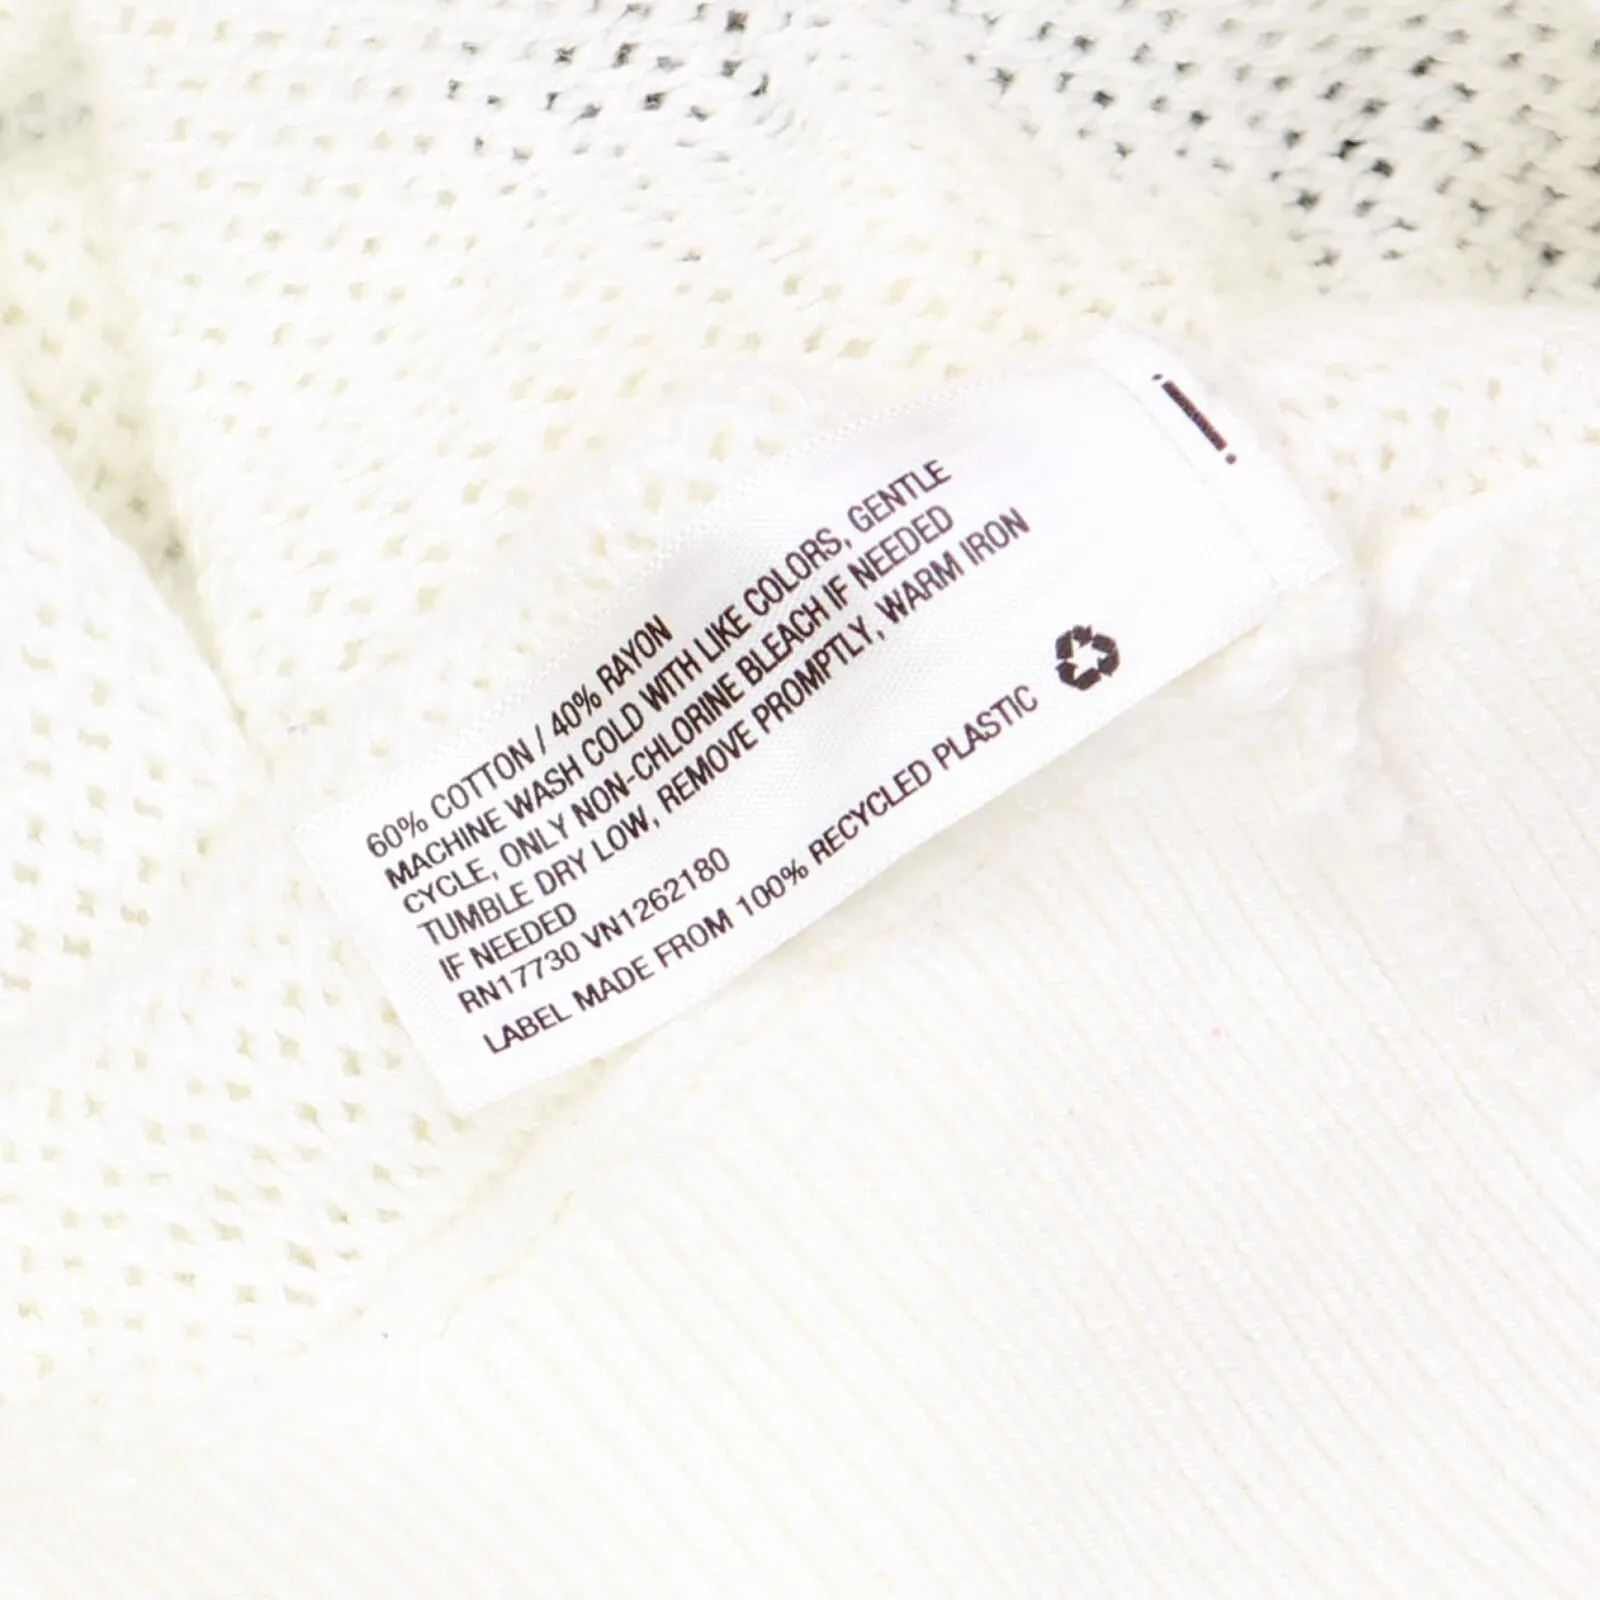 60% COTTON / 40% RAYON
MACHINE WASH COLD WITH LIKE COLORS, GENTLE
CYCLE, ONLY NON-CHLORINE BLEACH IF NEEDED
TUMBLE DRY LOW, REMOVE PROMPTLY, WARM IRON
IF NEEDED
RN17730 VN1262180
LABEL MADE FROM 100% RECYCLED PLASTIC